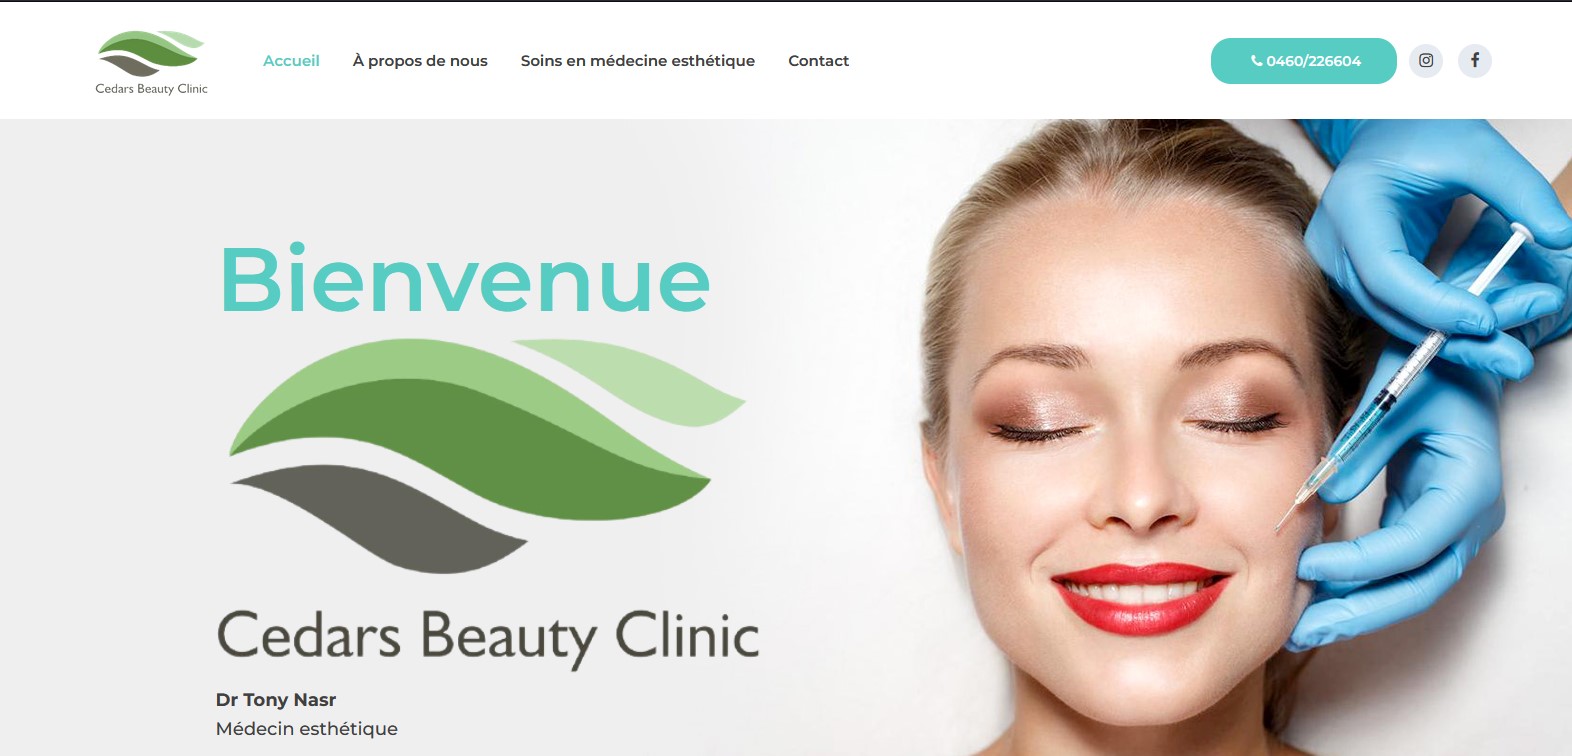 Cedars Beauty Clinic
Accueil
À propos de nous
Soins en médecine esthétique
Contact
0460/226604
Bienvenue
Cedars Beauty Clinic
Dr Tony Nasr
Médecin esthétique